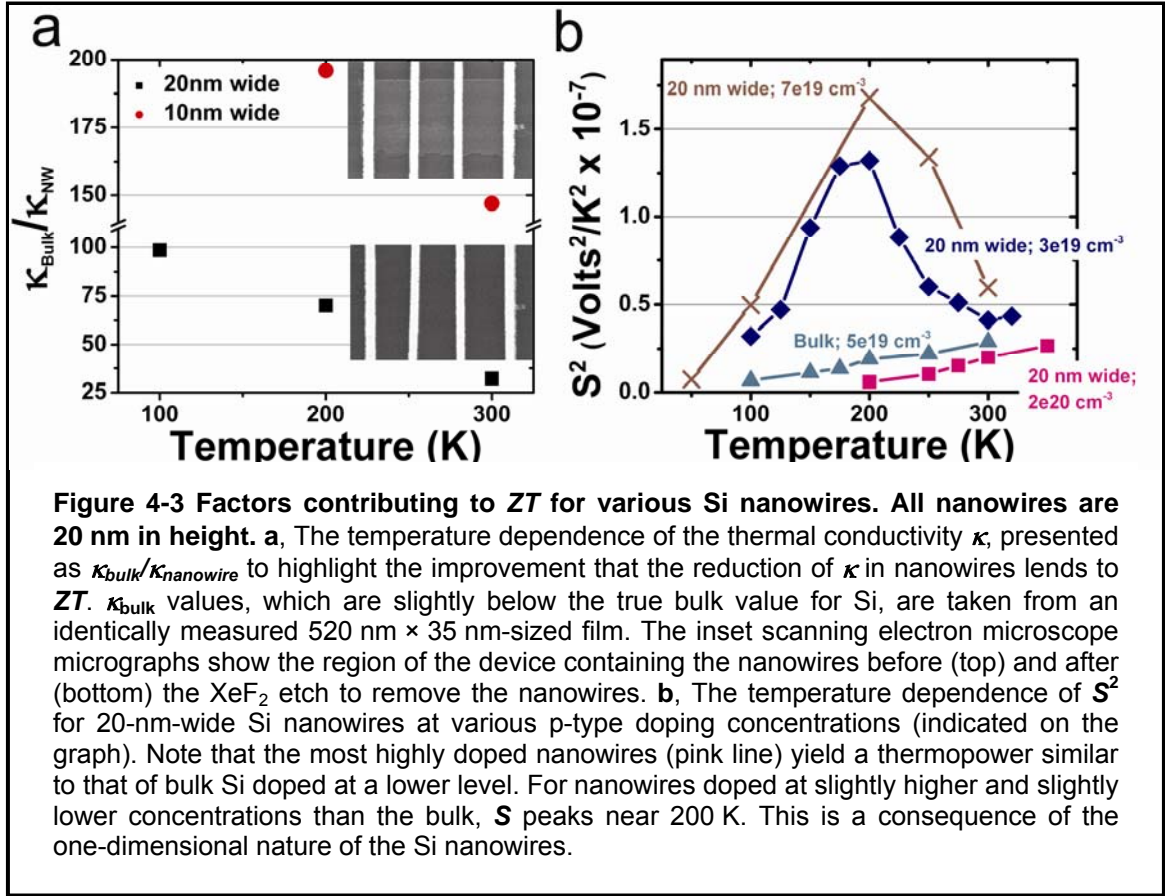 a
200
175
150
100
75
50
25
κBulk/κNW
20nm wide
10nm wide
100
200
300
Temperature (K)
b
1.5
1.0
0.5
0.0
S² (Volts²/K² x 10⁻⁷)
20 nm wide; 7e19 cm⁻³
20 nm wide; 3e19 cm⁻³
Bulk; 5e19 cm⁻³
20 nm wide;
2e20 cm⁻³
100
200
300
Temperature (K)
Figure 4-3 Factors contributing to ZT for various Si nanowires. All nanowires are
20 nm in height. a, The temperature dependence of the thermal conductivity κ, presented
as κbulk/κnanowire to highlight the improvement that the reduction of κ in nanowires lends to
ZT. κbulk values, which are slightly below the true bulk value for Si, are taken from an
identically measured 520 nm × 35 nm-sized film. The inset scanning electron microscope
micrographs show the region of the device containing the nanowires before (top) and after
(bottom) the XeF₂ etch to remove the nanowires. b, The temperature dependence of S²
for 20-nm-wide Si nanowires at various p-type doping concentrations (indicated on the
graph). Note that the most highly doped nanowires (pink line) yield a thermopower similar
to that of bulk Si doped at a lower level. For nanowires doped at slightly higher and slightly
lower concentrations than the bulk, S peaks near 200 K. This is a consequence of the
one-dimensional nature of the Si nanowires.